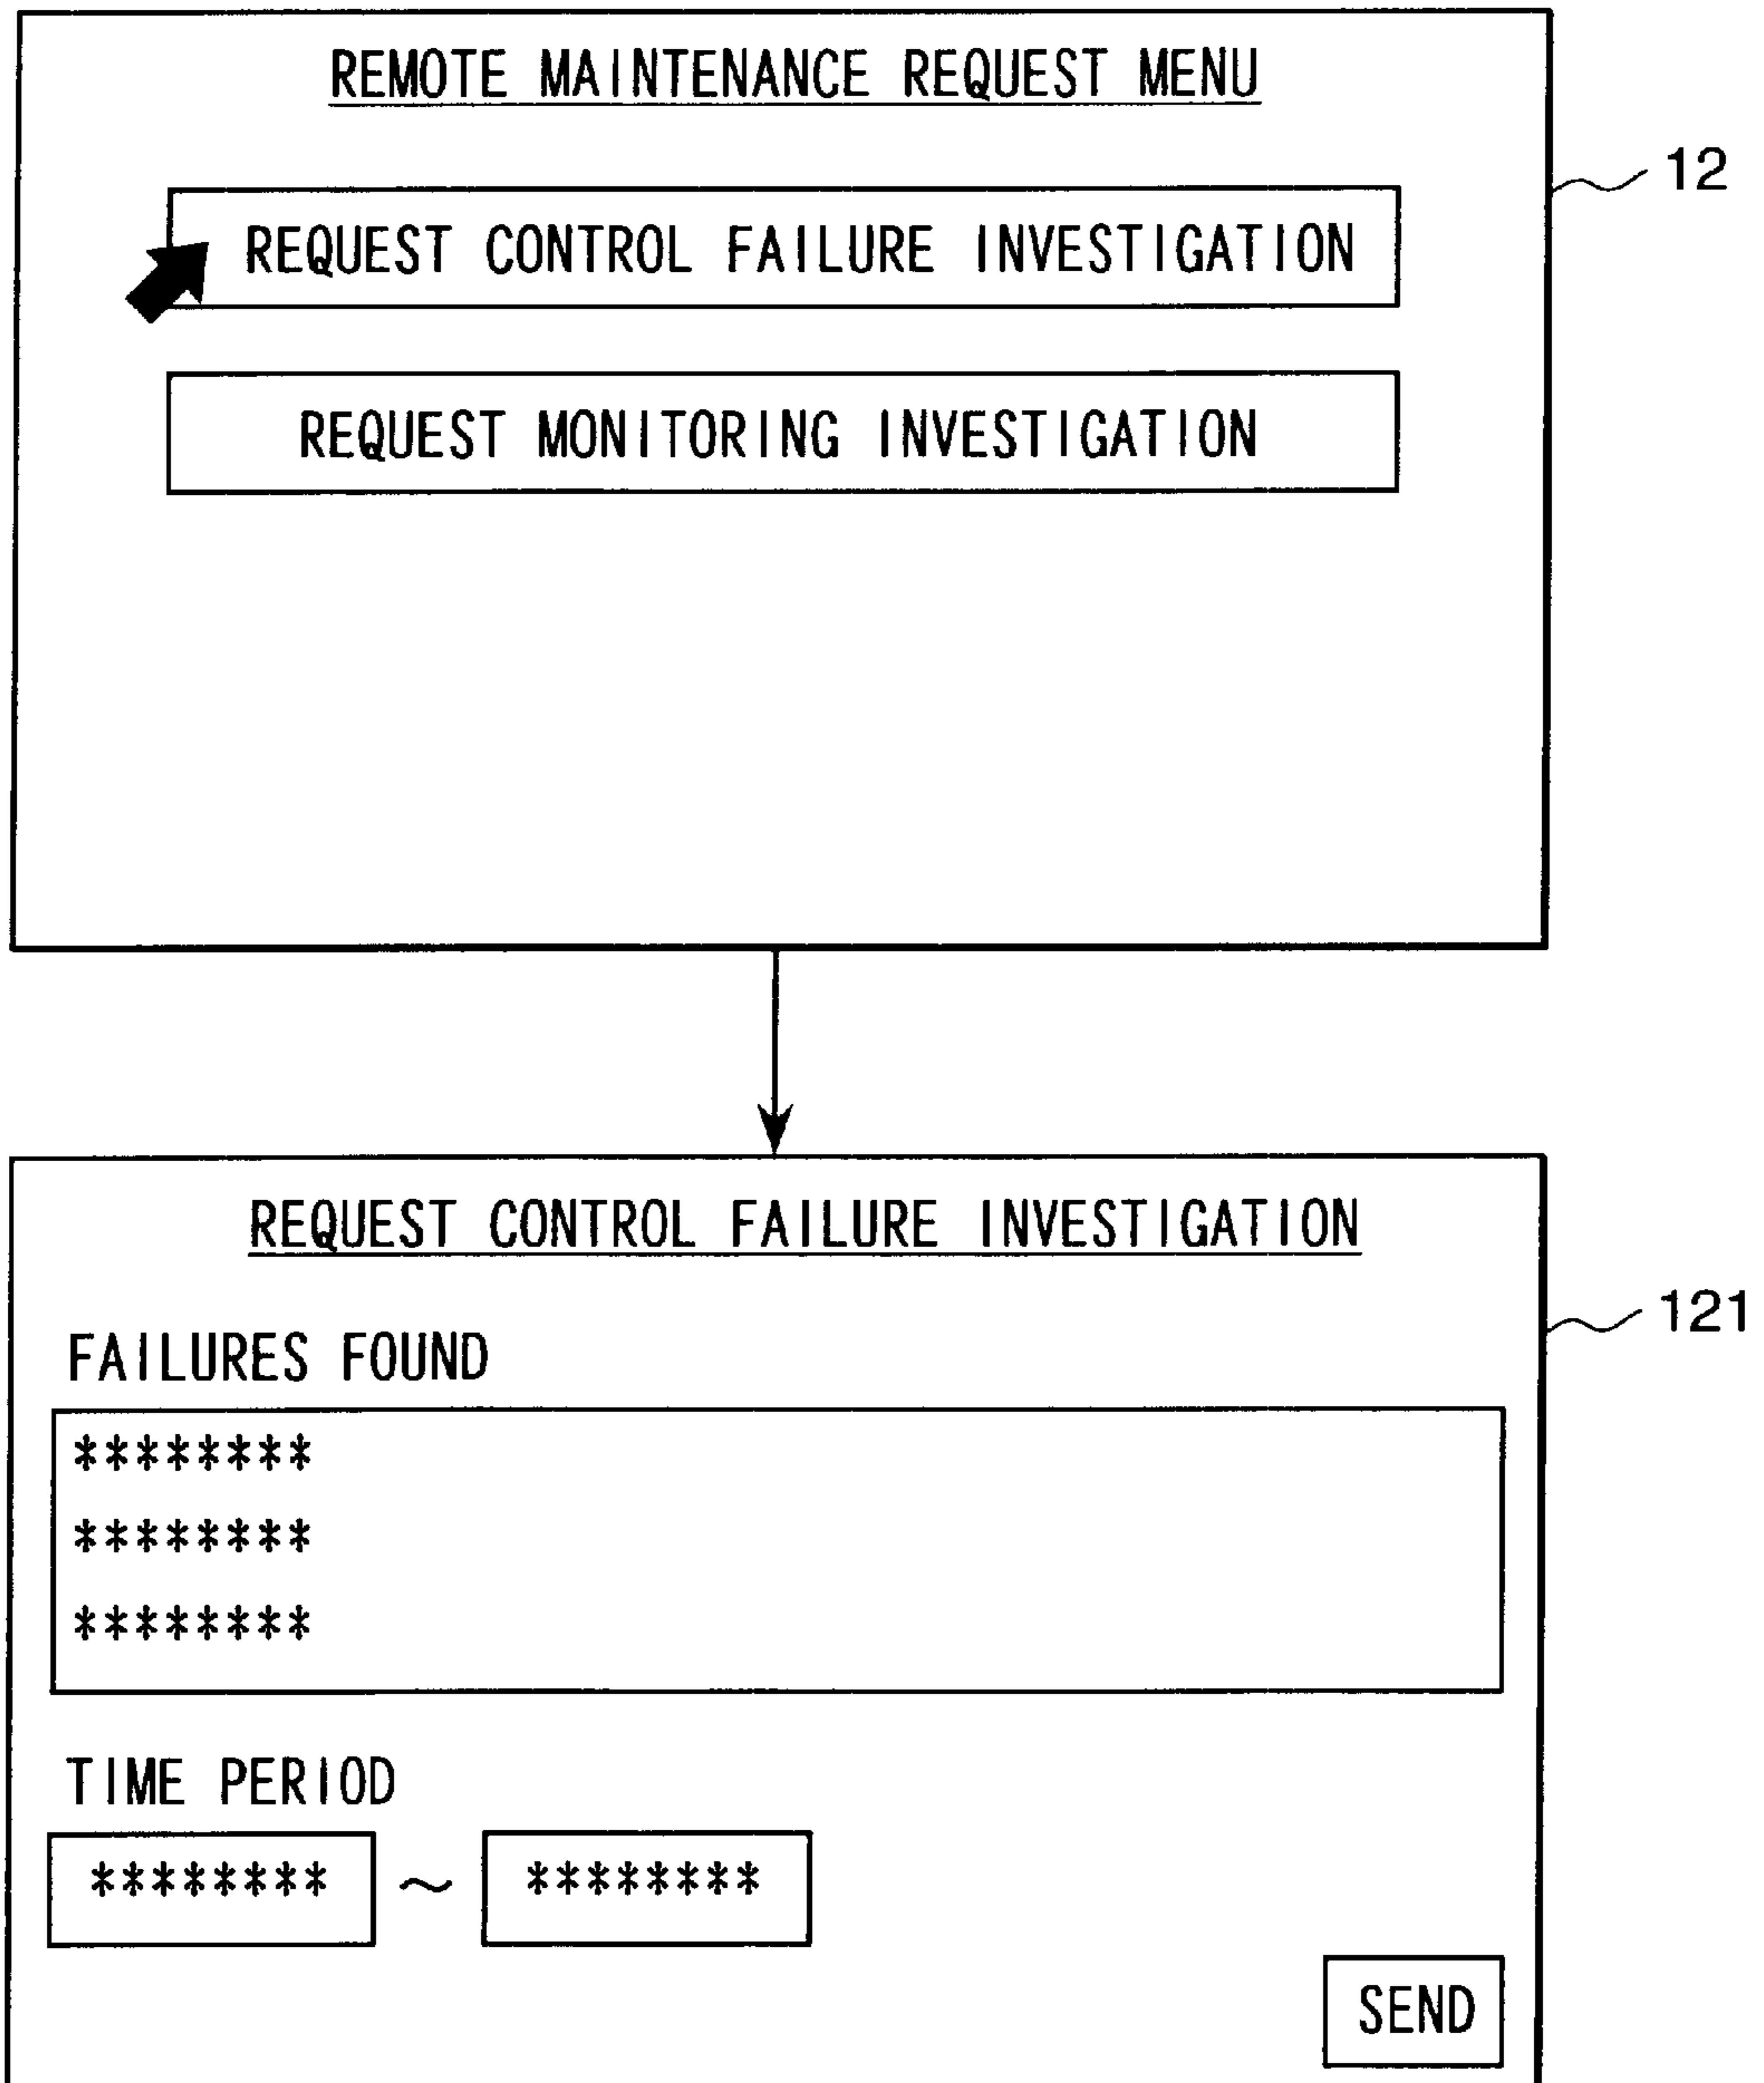 REMOTE MAINTENANCE REQUEST MENU
12
REQUEST CONTROL FAILURE INVESTIGATION
REQUEST MONITORING INVESTIGATION
REQUEST CONTROL FAILURE INVESTIGATION
121
FAILURES FOUND
********
********
********
TIME PERIOD
******** ~ ********
SEND